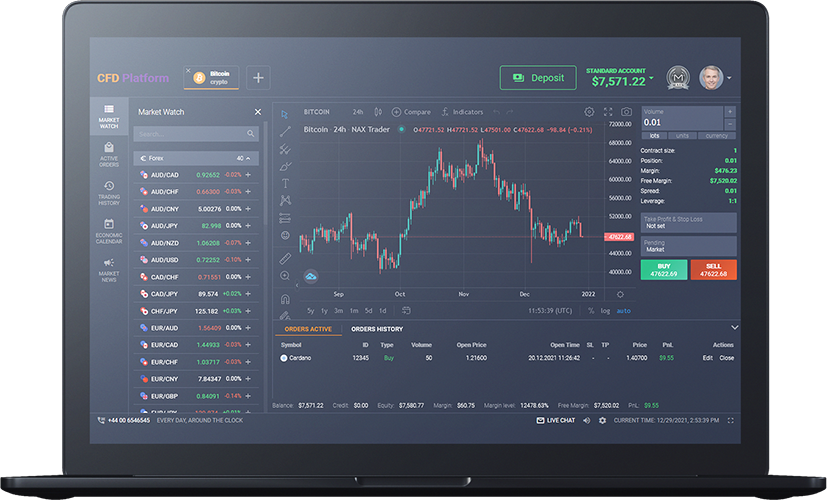 CFD Platform
Bitcoin
crypto
Deposit
STANDARD ACCOUNT
$7,571.22
MARKET WATCH
ACTIVE ORDERS
TRADING HISTORY
ECONOMIC CALENDAR
MARKET NEWS
Market Watch
Search...
Forex 40
AUD/CAD 0.92652 -0.02%
AUD/CHF 0.66300 -0.03%
AUD/CNY 5.00276 0.00%
AUD/JPY 82.998 0.00%
AUD/NZD 1.06208 -0.07%
AUD/USD 0.72252 -0.10%
CAD/CHF 0.71551 0.00%
CAD/JPY 89.574 +0.02%
CHF/JPY 125.182 +0.03%
EUR/AUD 1.56409 0.00%
EUR/CAD 1.44933 -0.03%
EUR/CHF 1.03717 -0.03%
EUR/CNY 7.84347 0.00%
EUR/GBP 0.84091 -0.14%
BITCOIN 24h Compare Indicators
Bitcoin · 24h · NAX Trader O47721.52 H47721.52 L47501.00 C47622.68 -98.84 (-0.21%)
72000.00
68000.00
64000.00
60000.00
56000.00
52000.00
47622.68
44000.00
40000.00
Sep Oct Nov Dec 2022
5y 1y 3m 1m 5d 1d
11:53:39 (UTC) % log auto
Volume
0.01
lots units currency
Contract size: 1
Position: 0.01
Margin: $476.23
Free Margin: $7,520.02
Spread: 0.01
Leverage: 1:1
Take Profit & Stop Loss
Not set
Pending
Market
BUY
47622.69
SELL
47622.68
ORDERS ACTIVE ORDERS HISTORY
Symbol ID Type Volume Open Price Open Time SL TP Price PnL Actions
Cardano 12345 Buy 50 1.21600 20.12.2021 11:26:42 - - 1.40700 $9.55 Edit Close
Balance: $7,571.22 Credit: $0.00 Equity: $7,580.77 Margin: $60.75 Margin level: 12478.63% Free Margin: $7,520.02 PnL: $9.55
+44 00 6546545 EVERY DAY, AROUND THE CLOCK
LIVE CHAT CURRENT TIME: 12/29/2021, 2:53:39 PM